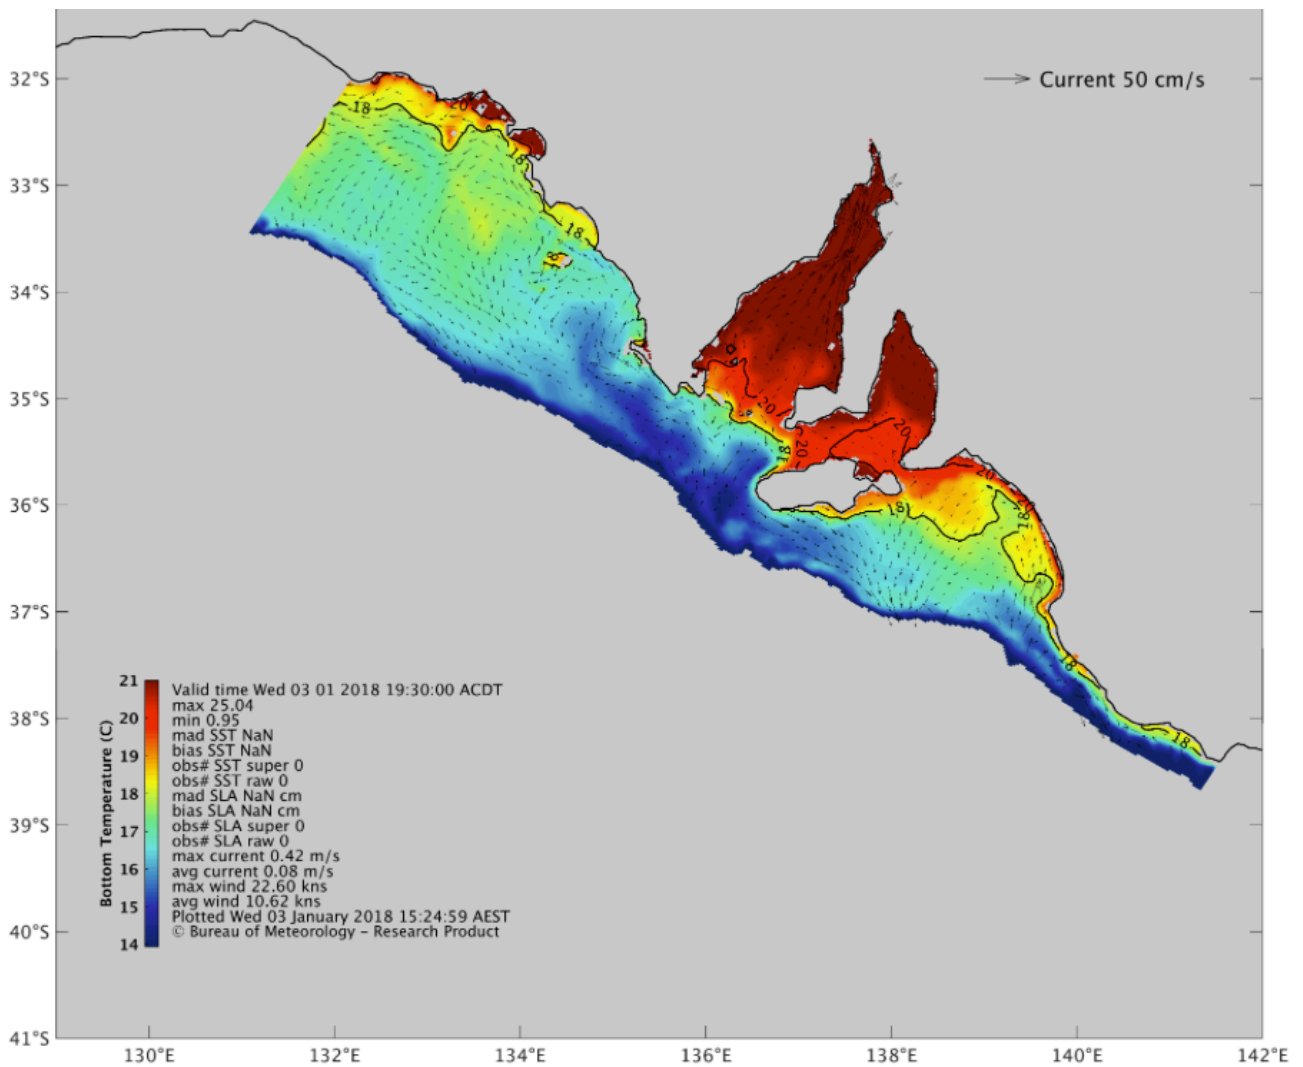 Current 50 cm/s
32°S
33°S
34°S
35°S
36°S
37°S
38°S
39°S
40°S
41°S
18
20
18
18
18
20
20
18
20
18
20
20
18
18
18
Bottom Temperature (C)
21
20
19
18
17
16
15
14
Valid time Wed 03 01 2018 19:30:00 ACDT
max 25.04
min 0.95
mad SST NaN
bias SST NaN
obs# SST super 0
obs# SST raw 0
mad SLA NaN cm
bias SLA NaN cm
obs# SLA super 0
obs# SLA raw 0
max current 0.42 m/s
avg current 0.08 m/s
max wind 22.60 kns
avg wind 10.62 kns
Plotted Wed 03 January 2018 15:24:59 AEST
© Bureau of Meteorology – Research Product
130°E
132°E
134°E
136°E
138°E
140°E
142°E